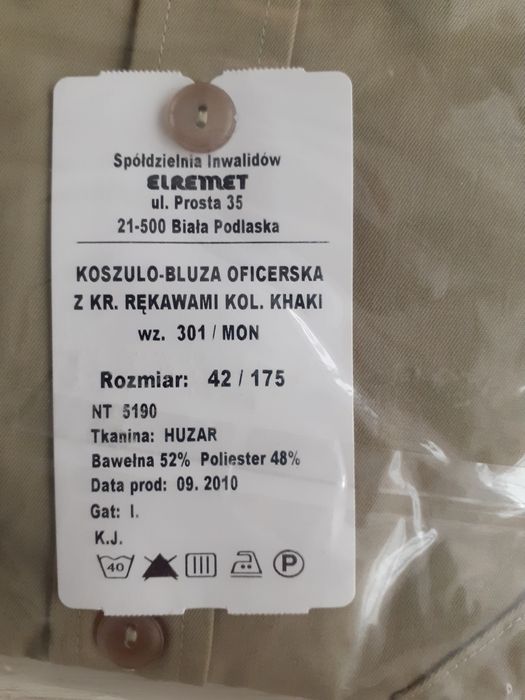 Spółdzielnia Inwalidów
ELREMET
ul. Prosta 35
21-500 Biała Podlaska
KOSZULO-BLUZA OFICERSKA
Z KR. RĘKAWAMI KOL. KHAKI
wz. 301 / MON
Rozmiar: 42 / 175
NT 5190
Tkanina: HUZAR
Bawełna 52% Poliester 48%
Data prod: 09. 2010
Gat: I.
K.J.
40 P